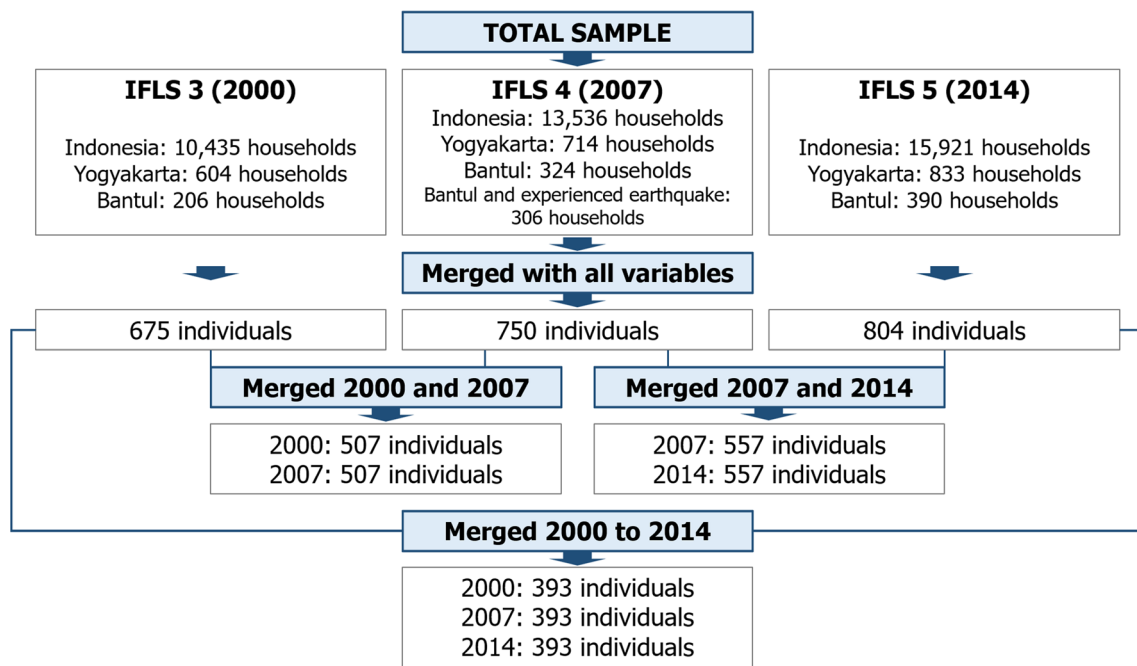 TOTAL SAMPLE
IFLS 3 (2000)
Indonesia: 10,435 households
Yogyakarta: 604 households
Bantul: 206 households
IFLS 4 (2007)
Indonesia: 13,536 households
Yogyakarta: 714 households
Bantul: 324 households
Bantul and experienced earthquake:
306 households
IFLS 5 (2014)
Indonesia: 15,921 households
Yogyakarta: 833 households
Bantul: 390 households
Merged with all variables
675 individuals
750 individuals
804 individuals
Merged 2000 and 2007
2000: 507 individuals
2007: 507 individuals
Merged 2007 and 2014
2007: 557 individuals
2014: 557 individuals
Merged 2000 to 2014
2000: 393 individuals
2007: 393 individuals
2014: 393 individuals